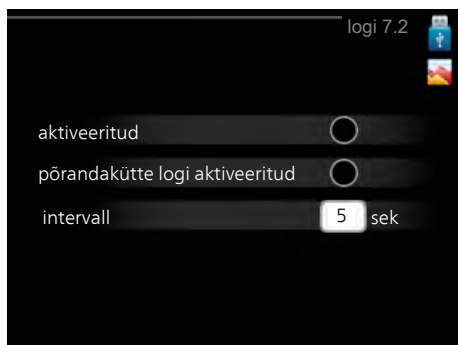 logi 7.2
aktiveeritud
põrandakütte logi aktiveeritud
intervall 5 sek